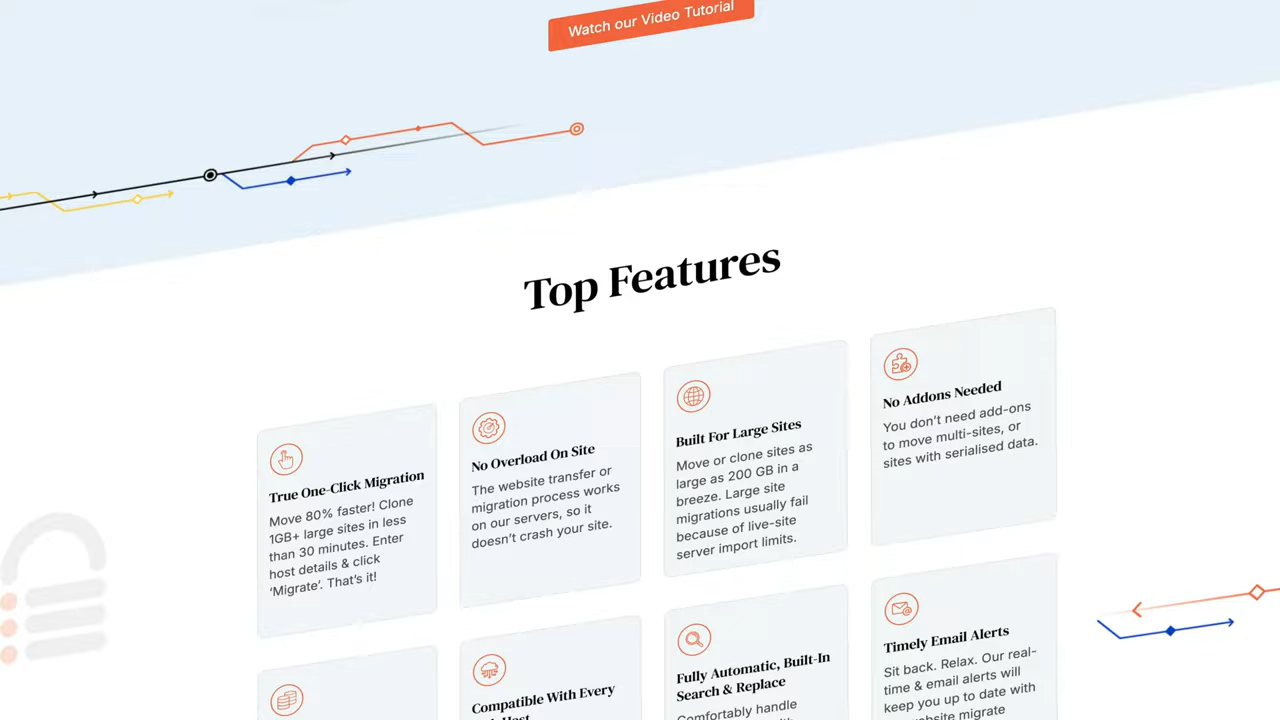 Watch our Video Tutorial
Top Features
True One-Click Migration
Move 80% faster! Clone
1GB+ large sites in less
than 30 minutes. Enter
host details & click
‘Migrate’. That’s it!
No Overload On Site
The website transfer or
migration process works
on our servers, so it
doesn’t crash your site.
Built For Large Sites
Move or clone sites as
large as 200 GB in a
breeze. Large site
migrations usually fail
because of live-site
server import limits.
No Addons Needed
You don’t need add-ons
to move multi-sites, or
sites with serialised data.
Compatible With Every
Host
Fully Automatic, Built-In
Search & Replace
Comfortably handle
Timely Email Alerts
Sit back. Relax. Our real-
time & email alerts will
keep you up to date with
website migrate